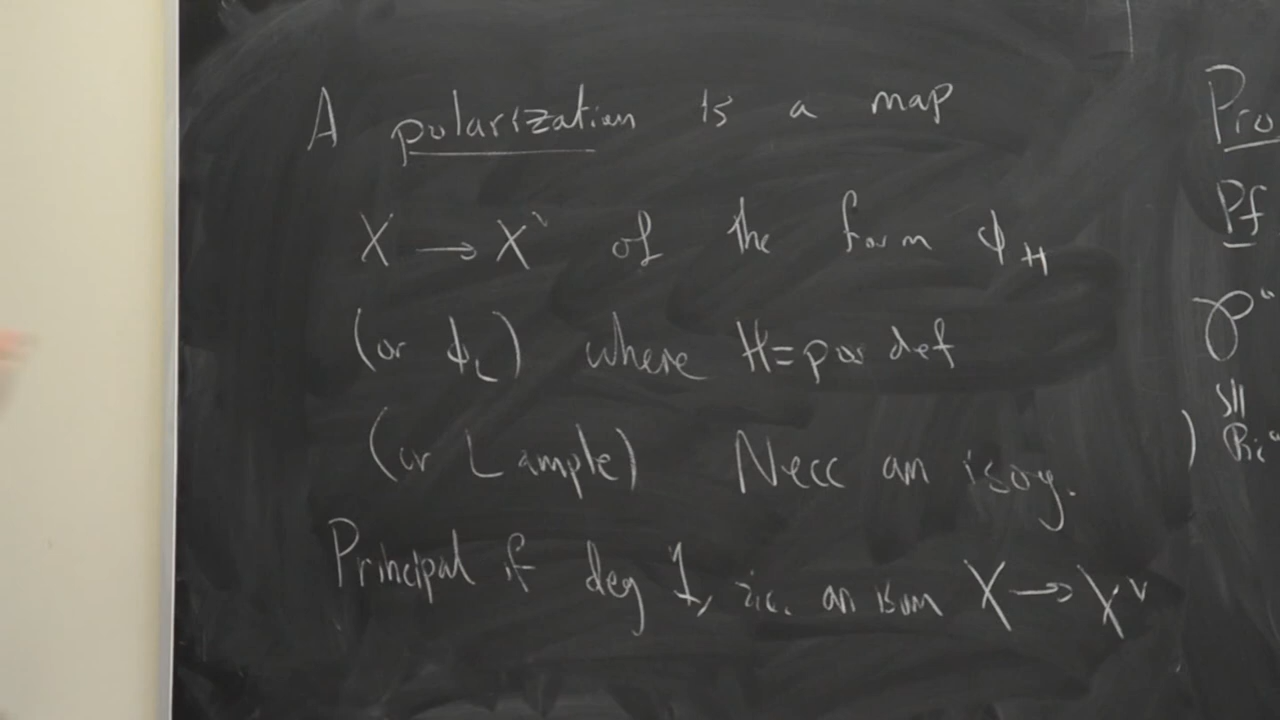 A polarization is a map
X → X^∨ of the form ϕ_H
(or ϕ_L) where H = pos def
(or L ample) Necc an isog.
Principal if deg 1, i.e. an isom X → X^∨
Pf